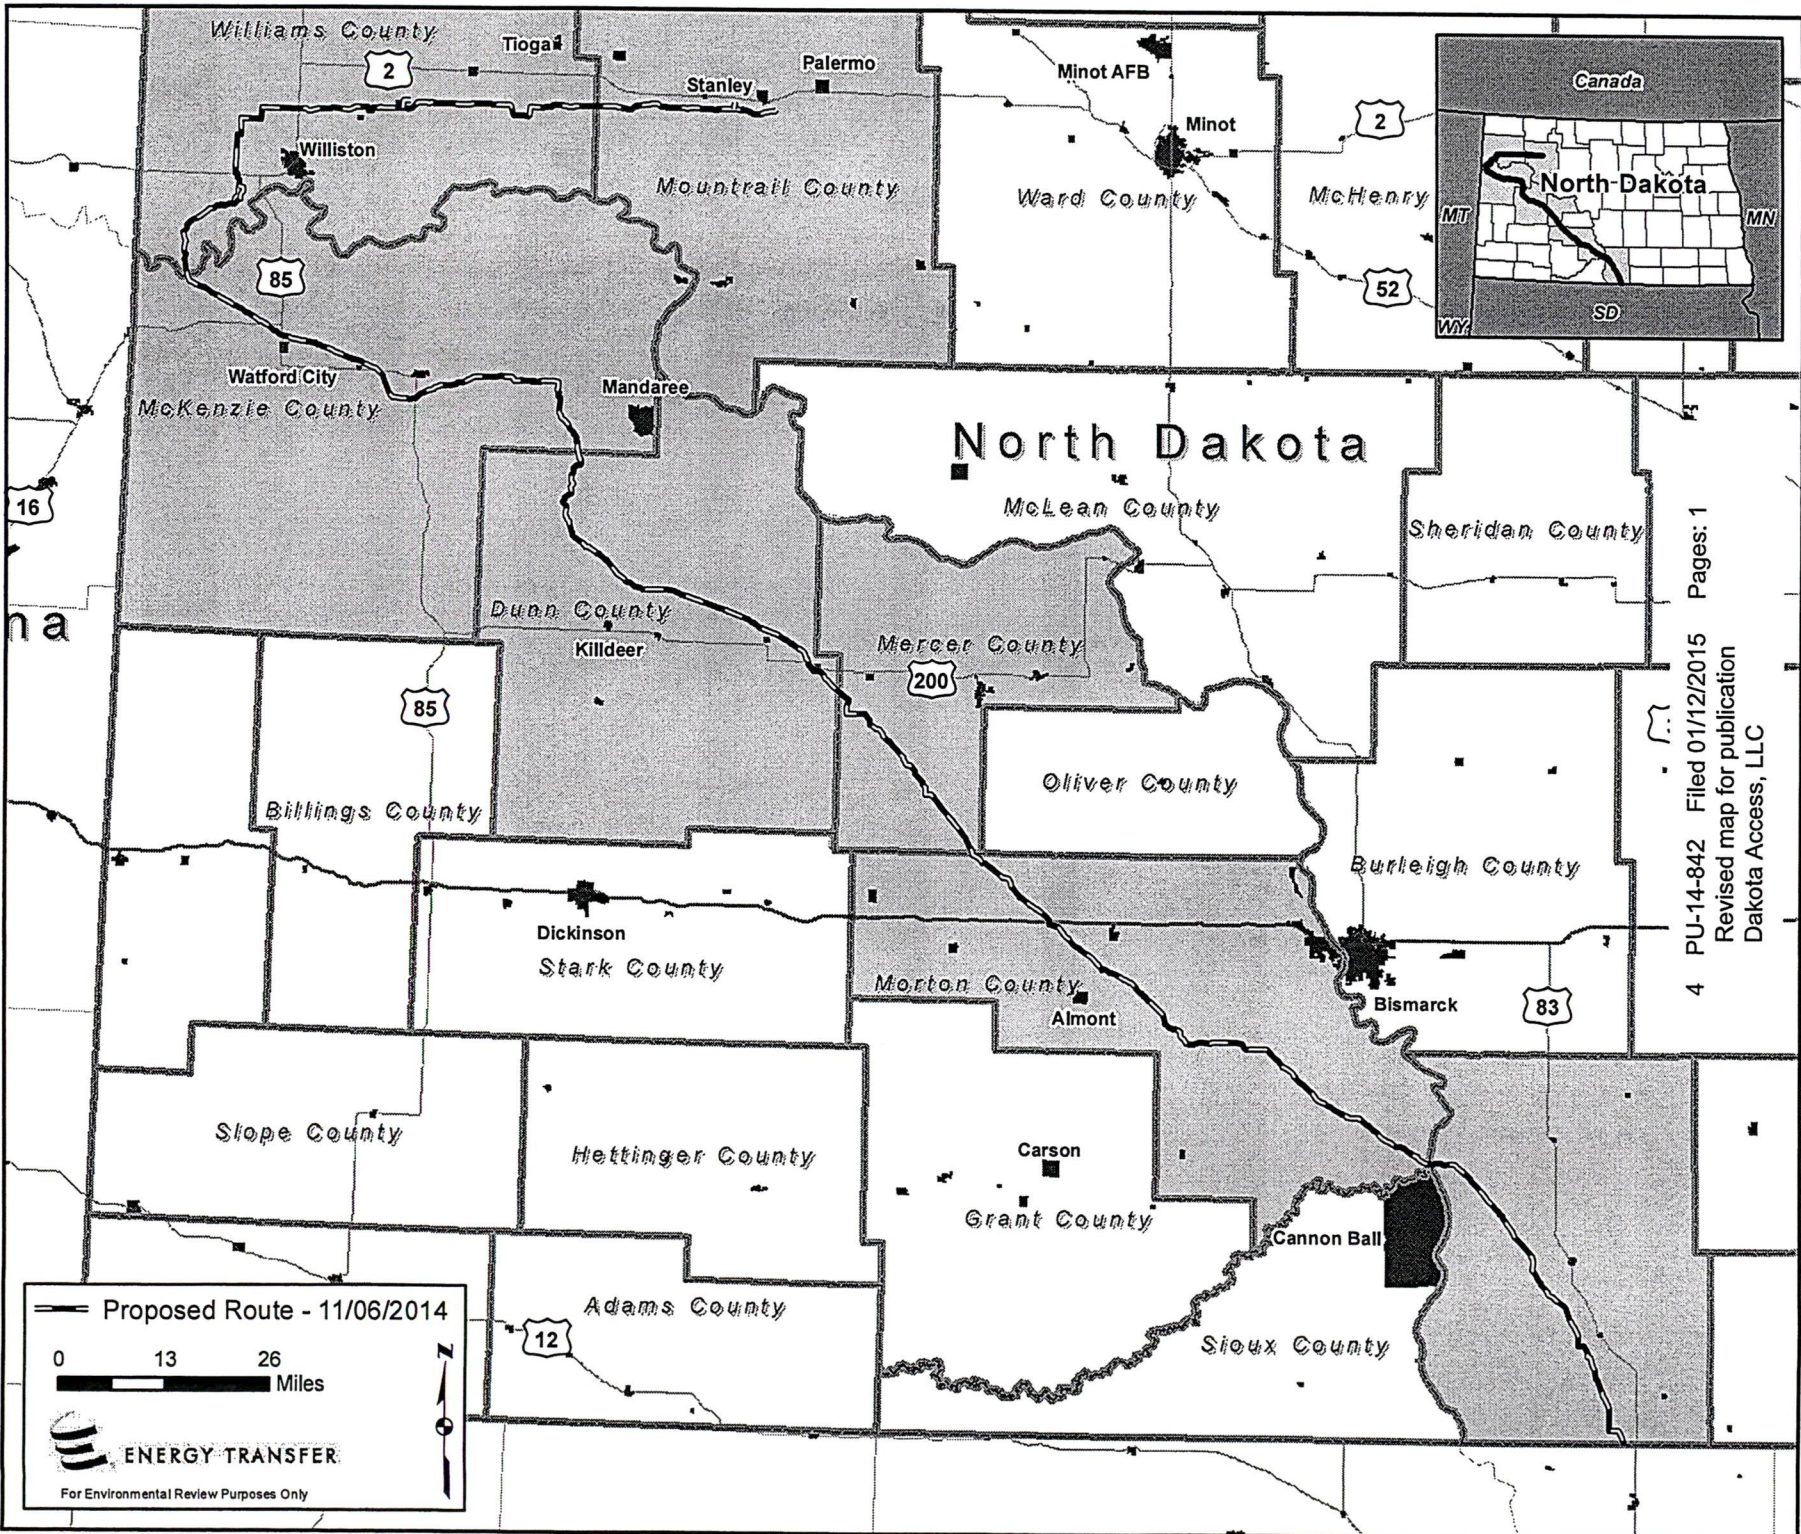 Williams County
Tioga
2
Stanley
Palermo
Minot AFB
Minot
2
Williston
Mountrail County
Ward County
McHenry
85
52
Canada
North Dakota
MT
MN
WY
SD
Watford City
Mandaree
McKenzie County
North Dakota
16
McLean County
Sheridan County
na
Dunn County
Killdeer
Mercer County
200
85
Oliver County
Billings County
Burleigh County
Dickinson
Stark County
Morton County
Almont
Bismarck
83
Slope County
Hettinger County
Carson
Grant County
Cannon Ball
Adams County
12
Sioux County
4 PU-14-842 Filed 01/12/2015 Pages: 1
Revised map for publication
Dakota Access, LLC
Proposed Route - 11/06/2014
0 13 26
Miles
N
ENERGY TRANSFER
For Environmental Review Purposes Only